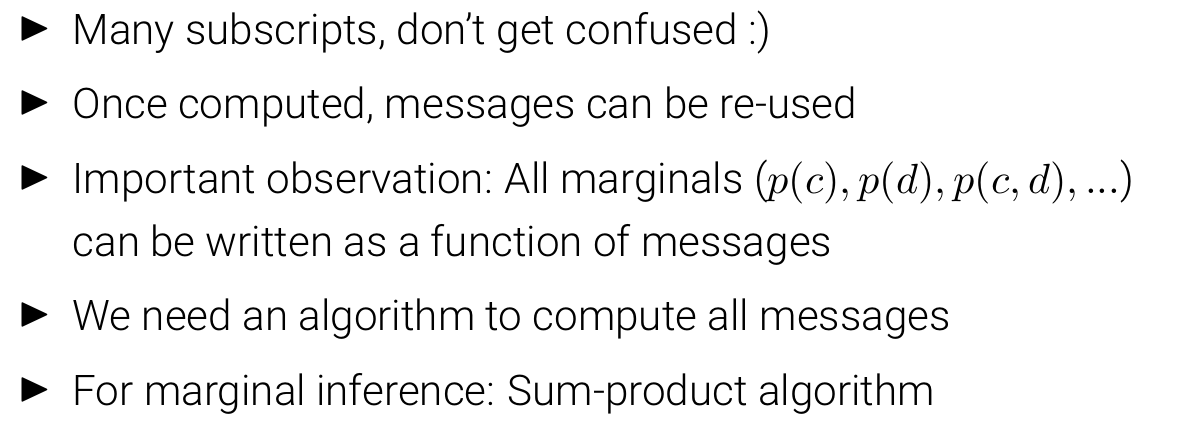 ► Many subscripts, don't get confused :)
► Once computed, messages can be re-used
► Important observation: All marginals (p(c), p(d), p(c, d), ...)
can be written as a function of messages
► We need an algorithm to compute all messages
► For marginal inference: Sum-product algorithm